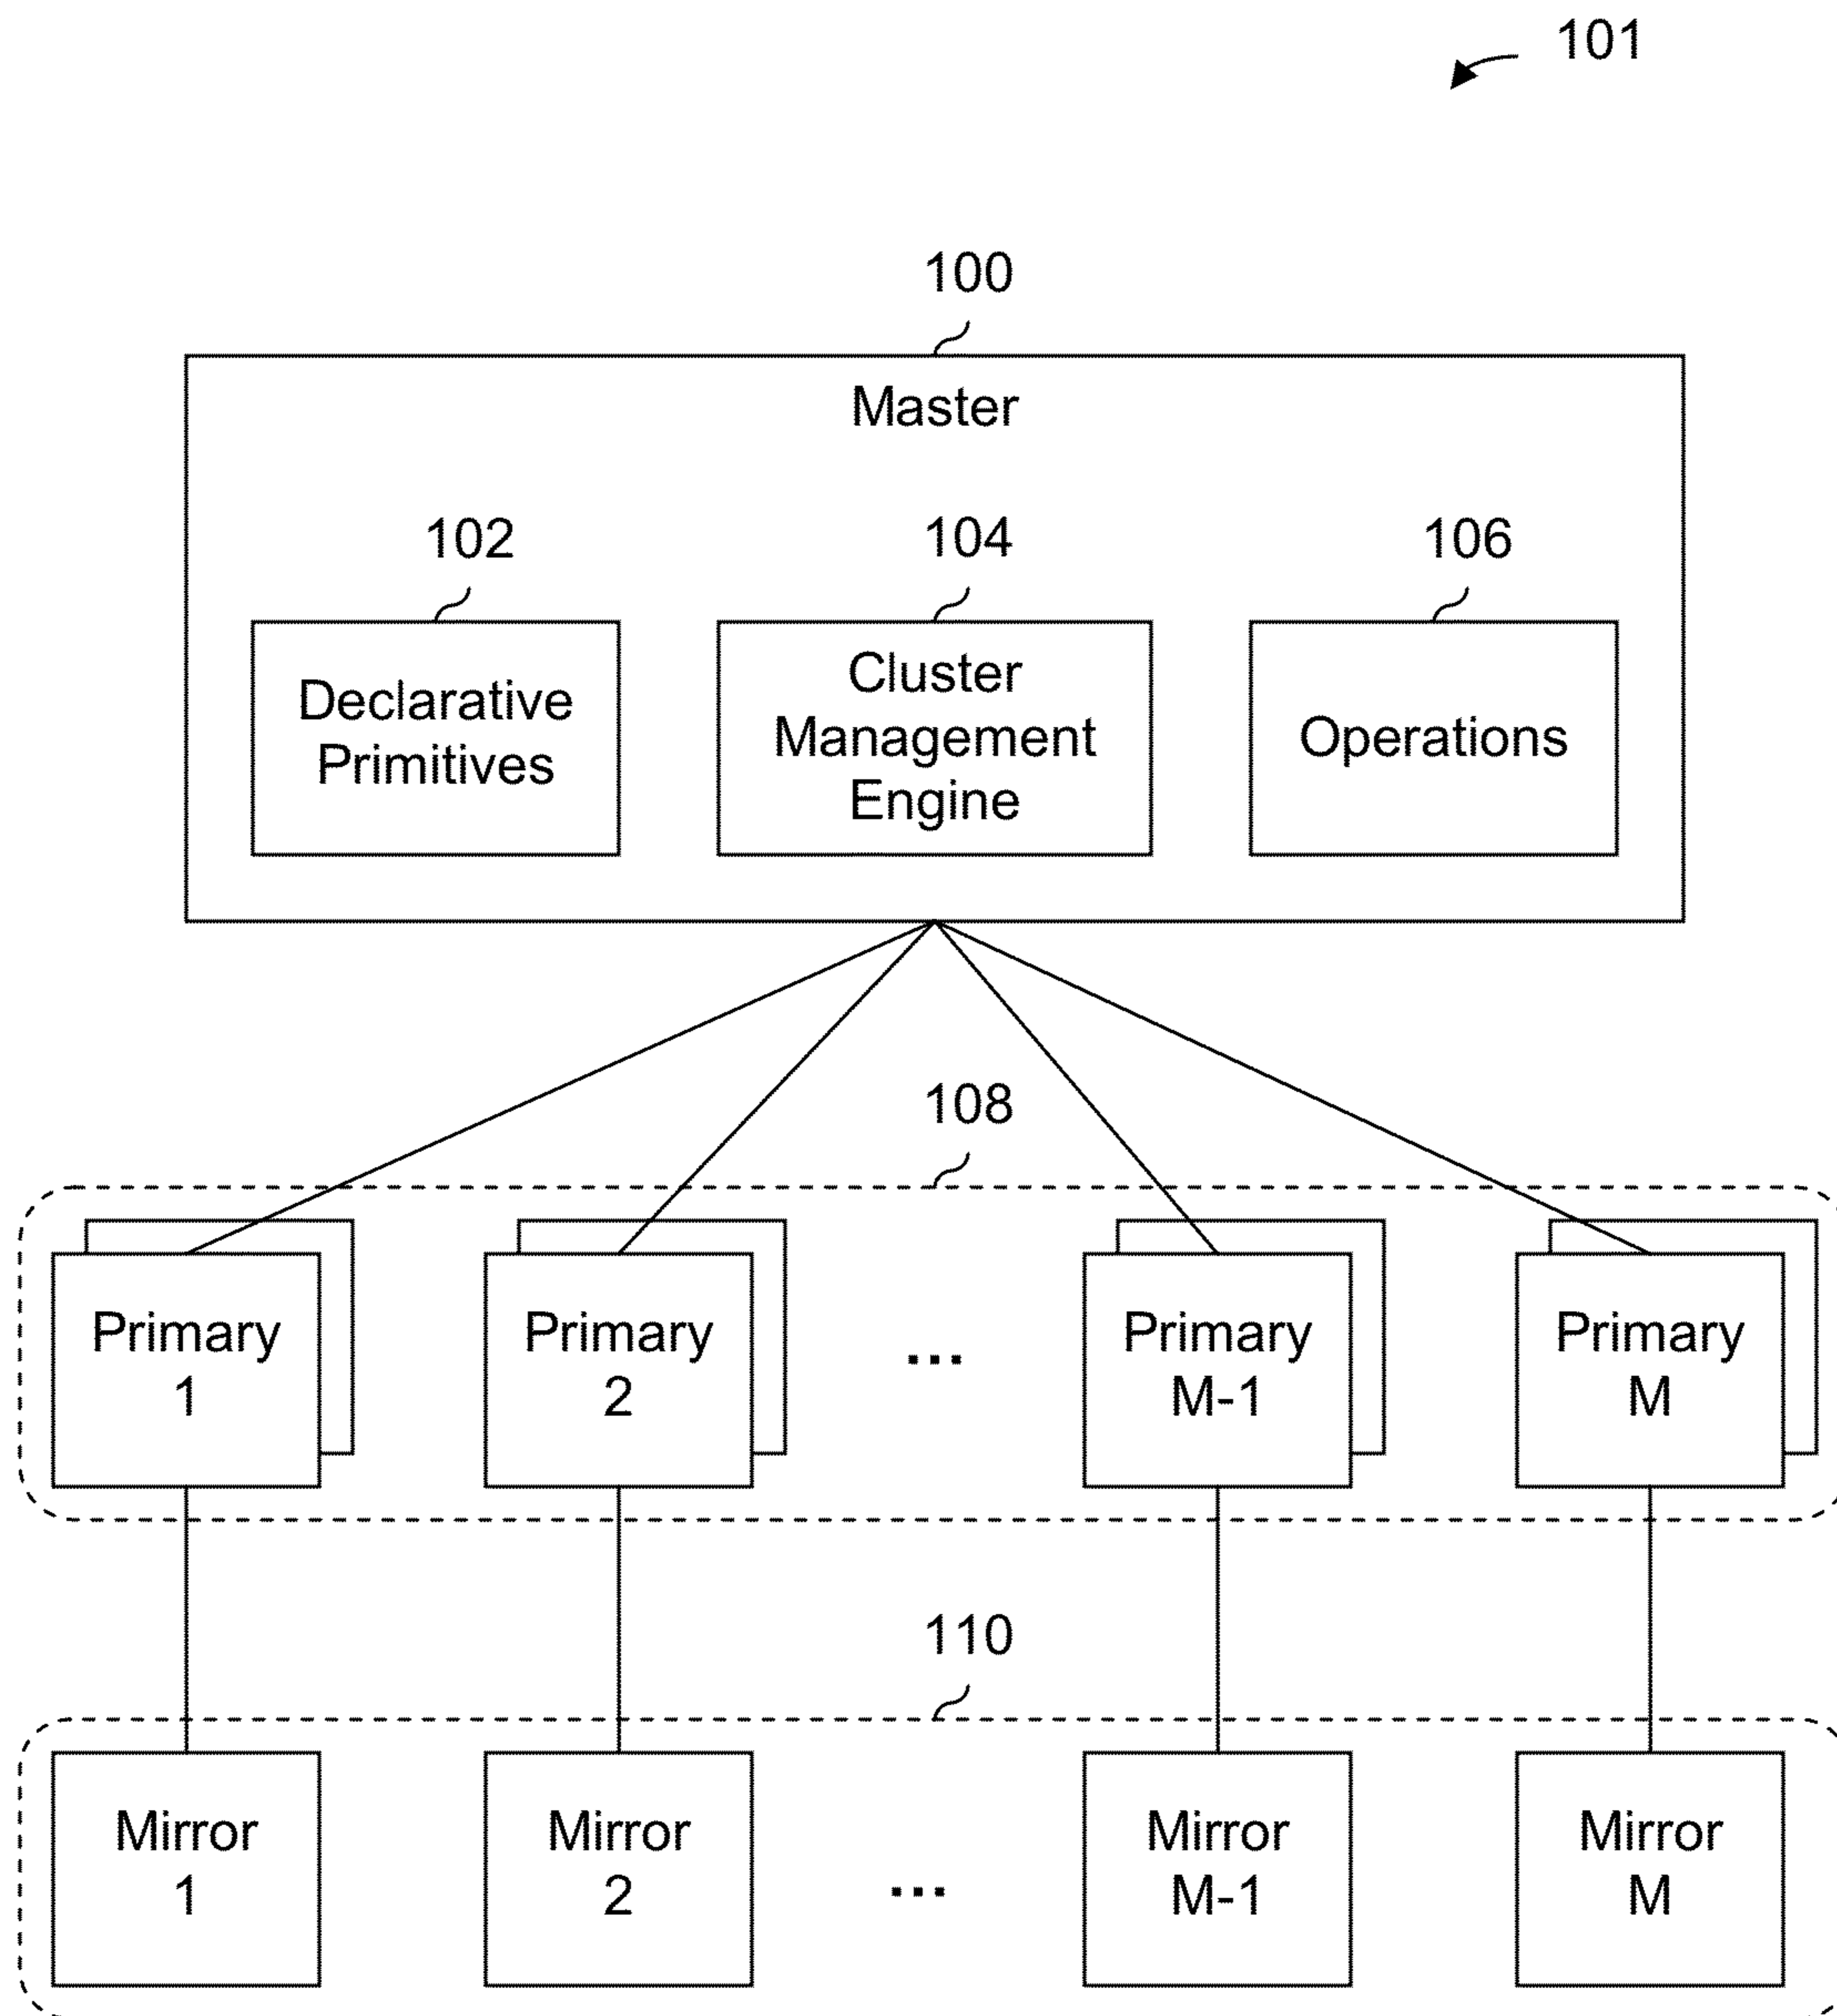 101
100
Master
102
104
106
Declarative
Primitives
Cluster
Management
Engine
Operations
108
Primary
1
Primary
2
...
Primary
M-1
Primary
M
110
Mirror
1
Mirror
2
...
Mirror
M-1
Mirror
M